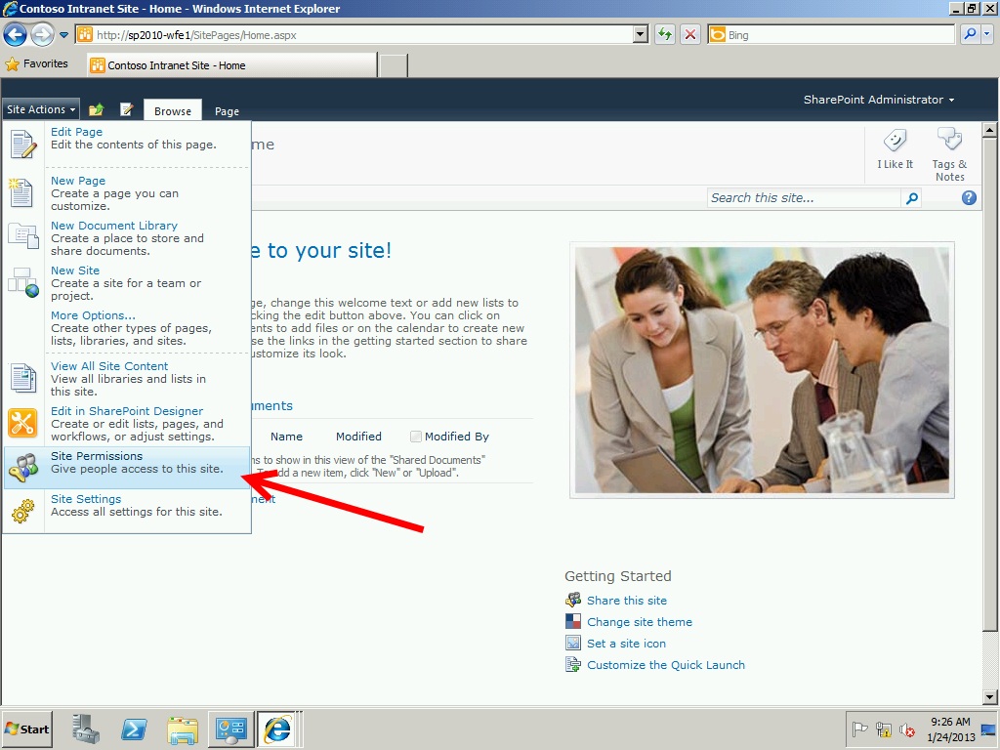 Contoso Intranet Site - Home - Windows Internet Explorer
http://sp2010-wfe1/SitePages/Home.aspx
Bing
Favorites
Contoso Intranet Site - Home
SharePoint Administrator
Site Actions
Browse
Page
Edit Page
Edit the contents of this page.
New Page
Create a page you can
customize.
New Document Library
Create a place to store and
share documents.
New Site
Create a site for a team or
project.
More Options...
Create other types of pages,
lists, libraries, and sites.
View All Site Content
View all libraries and lists in
this site.
Edit in SharePoint Designer
Create or edit lists, pages, and
workflows, or adjust settings.
Site Permissions
Give people access to this site.
Site Settings
Access all settings for this site.
me
I Like It
Tags &
Notes
Search this site...
e to your site!
ge, change this welcome text or add new lists to
cking the edit button above. You can click on
ents to add files or on the calendar to create new
se the links in the getting started section to share
ustomize its look.
uments
Name Modified Modified By
ns to show in this view of the "Shared Documents"
To add a new item, click "New" or "Upload".
ment
Getting Started
Share this site
Change site theme
Set a site icon
Customize the Quick Launch
Start
9:26 AM
1/24/2013